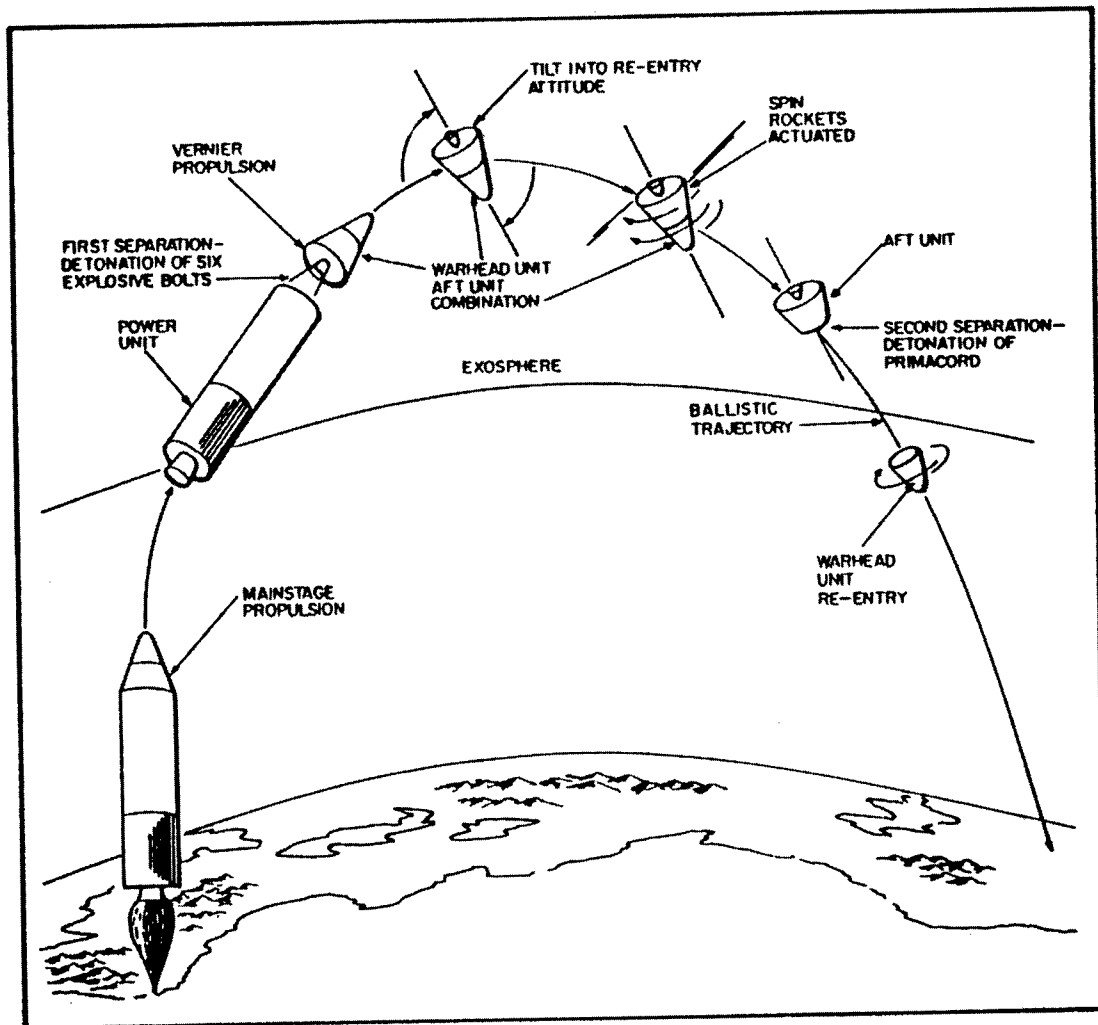 TILT INTO RE-ENTRY
ATTITUDE
SPIN
ROCKETS
ACTUATED
VERNIER
PROPULSION
FIRST SEPARATION-
DETONATION OF SIX
EXPLOSIVE BOLTS
WARHEAD UNIT
AFT UNIT
COMBINATION
AFT UNIT
POWER
UNIT
SECOND SEPARATION-
DETONATION OF
PRIMACORD
EXOSPHERE
BALLISTIC
TRAJECTORY
WARHEAD
UNIT
RE-ENTRY
MAINSTAGE
PROPULSION